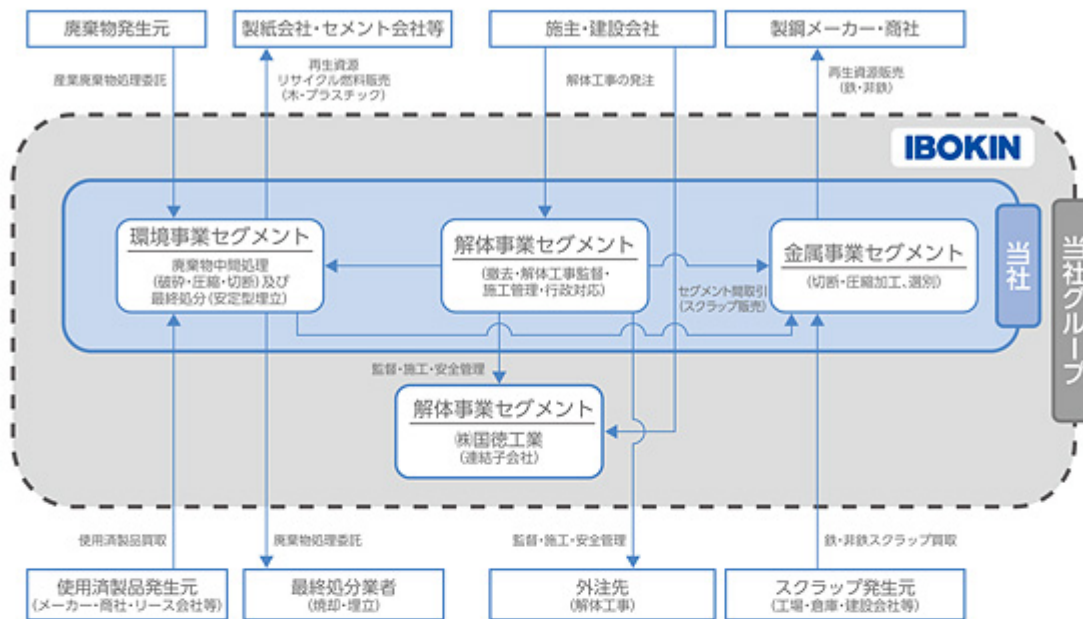 廃棄物発生元
製紙会社・セメント会社等
施主・建設会社
製鋼メーカー・商社
産業廃棄物処理委託
再生資源
リサイクル燃料販売
(木・プラスチック)
解体工事の発注
再生資源販売
(鉄・非鉄)
IBOKIN
環境事業セグメント
廃棄物中間処理
(破砕・圧縮・切断)及び
最終処分(安定型埋立)
解体事業セグメント
(撤去・解体工事監督・
施工管理・行政対応)
セグメント間取引
(スクラップ販売)
金属事業セグメント
(切断・圧縮加工、選別)
当社
当社グループ
監督・施工・安全管理
解体事業セグメント
㈱国徳工業
(連結子会社)
使用済製品買取
廃棄物処理委託
監督・施工・安全管理
鉄・非鉄スクラップ買取
使用済製品発生元
(メーカー・商社・リース会社等)
最終処分業者
(焼却・埋立)
外注先
(解体工事)
スクラップ発生元
(工場・倉庫・建設会社等)